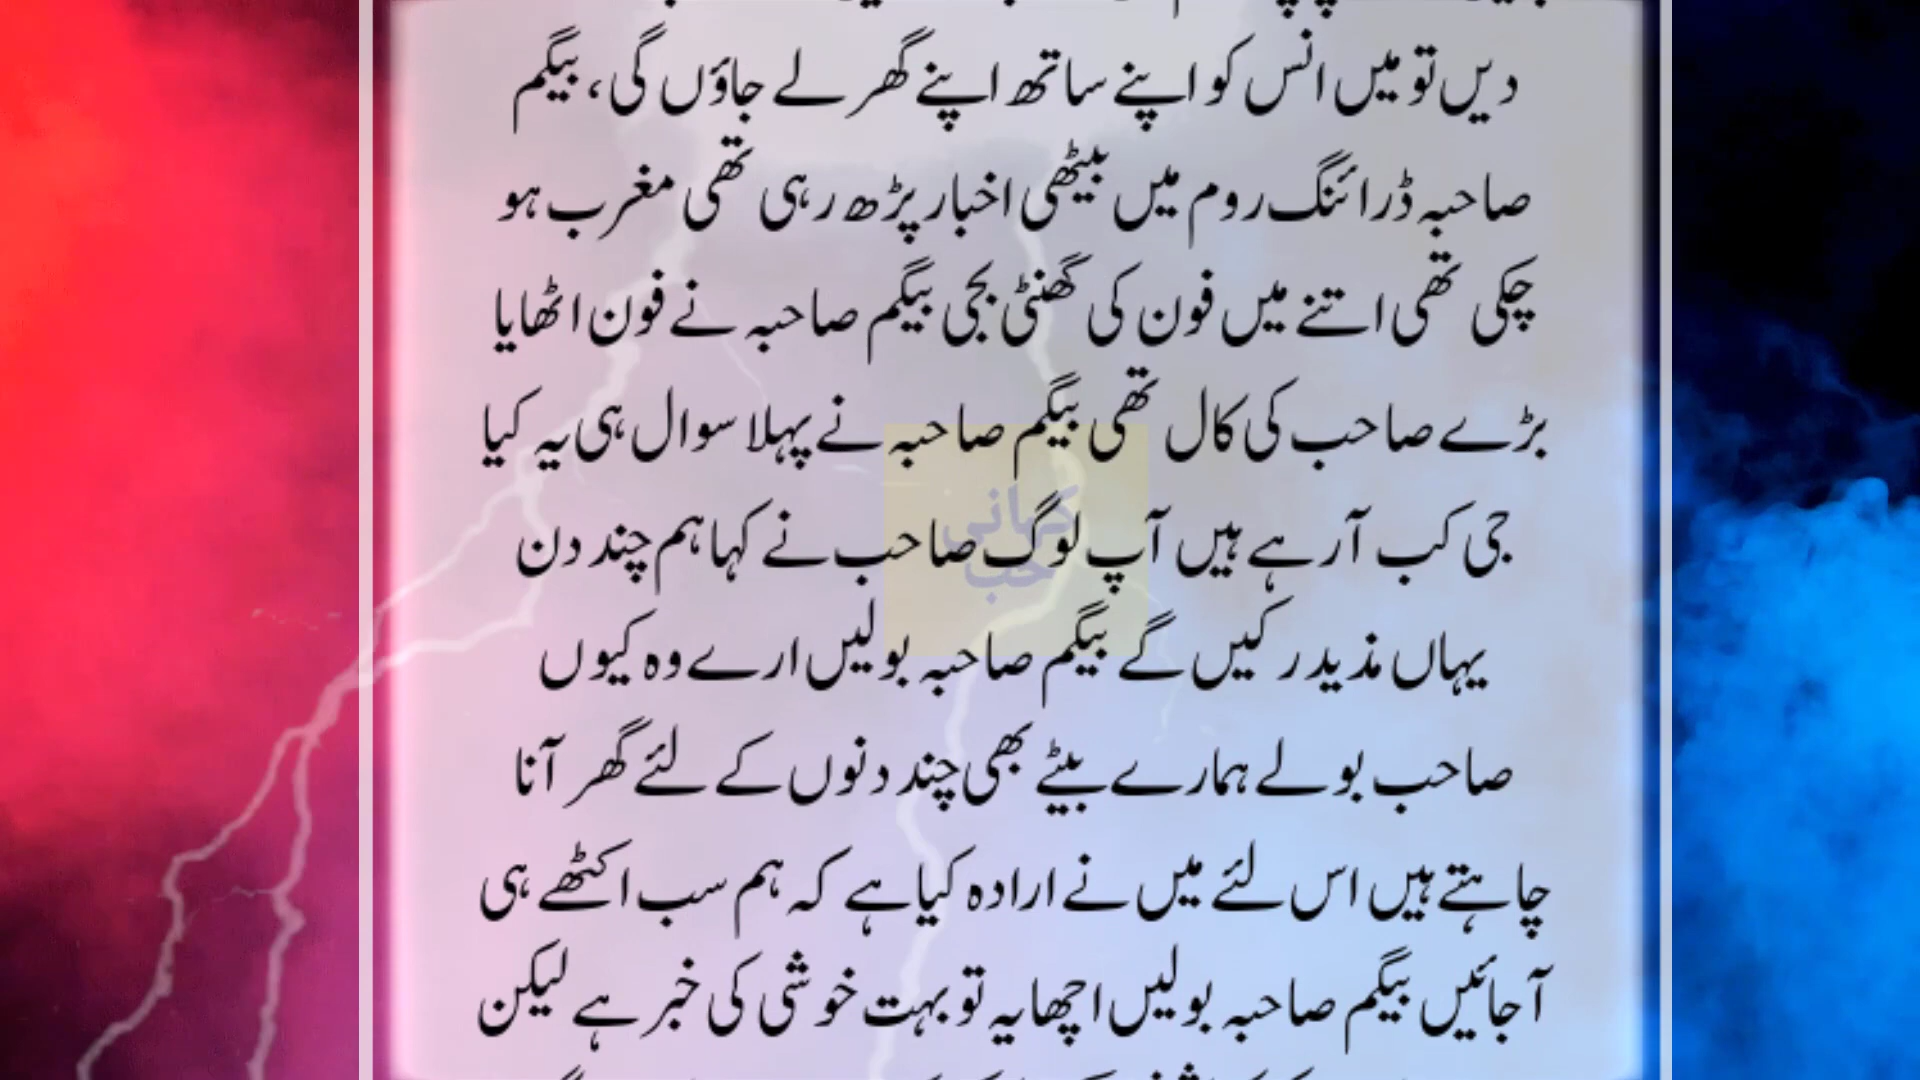 دیں تو میں انس کو اپنے ساتھ اپنے گھر لے جاؤں گی، بیگم
صاحبہ ڈرائنگ روم میں بیٹھی اخبار پڑھ رہی تھی مغرب ہو
چکی تھی اتنے میں فون کی گھنٹی بجی بیگم صاحبہ نے فون اٹھایا
بڑے صاحب کی کال تھی بیگم صاحبہ نے پہلا سوال ہی یہ کیا
جی کب آرہے ہیں آپ لوگ صاحب نے کہا ہم چند دن
یہاں مذید رکیں گے بیگم صاحبہ بولیں ارے وہ کیوں
صاحب بولے ہمارے بیٹے بھی چند دنوں کے لئے گھر آنا
چاہتے ہیں اس لئے میں نے ارادہ کیا ہے کہ ہم سب اکٹھے ہی
آجائیں بیگم صاحبہ بولیں اچھا یہ تو بہت خوشی کی خبر ہے لیکن
کہانی
حب